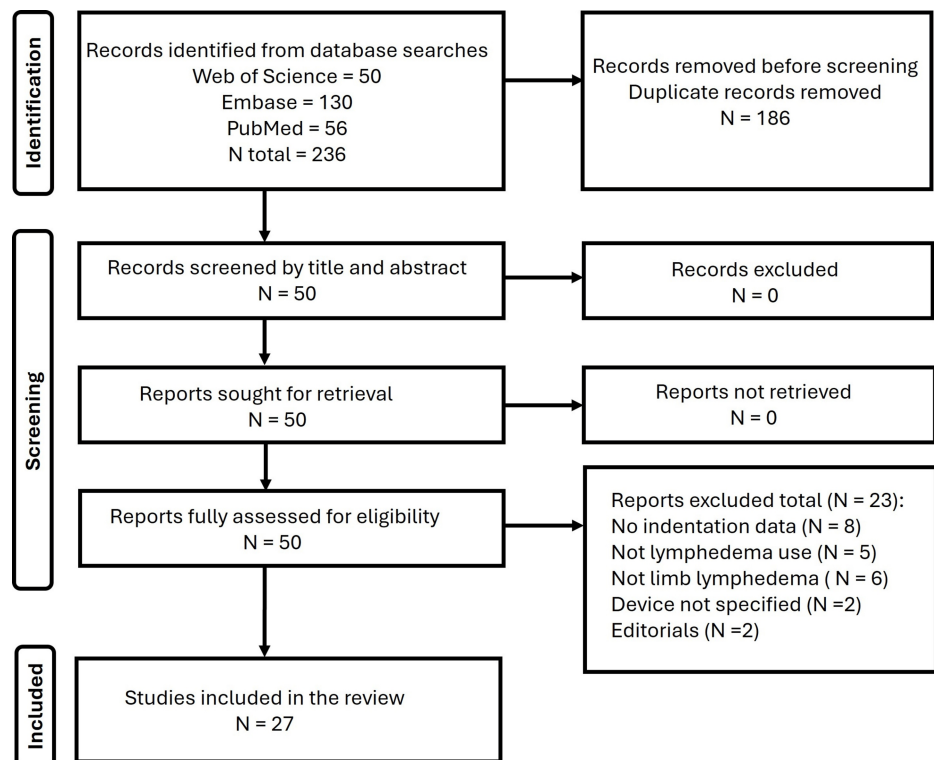 Identification
Records identified from database searches
Web of Science = 50
Embase = 130
PubMed = 56
N total = 236
Records removed before screening
Duplicate records removed
N = 186
Screening
Records screened by title and abstract
N = 50
Records excluded
N = 0
Reports sought for retrieval
N = 50
Reports not retrieved
N = 0
Reports fully assessed for eligibility
N = 50
Reports excluded total (N = 23):
No indentation data (N = 8)
Not lymphedema use (N = 5)
Not limb lymphedema ( N = 6)
Device not specified (N =2)
Editorials (N =2)
Included
Studies included in the review
N = 27